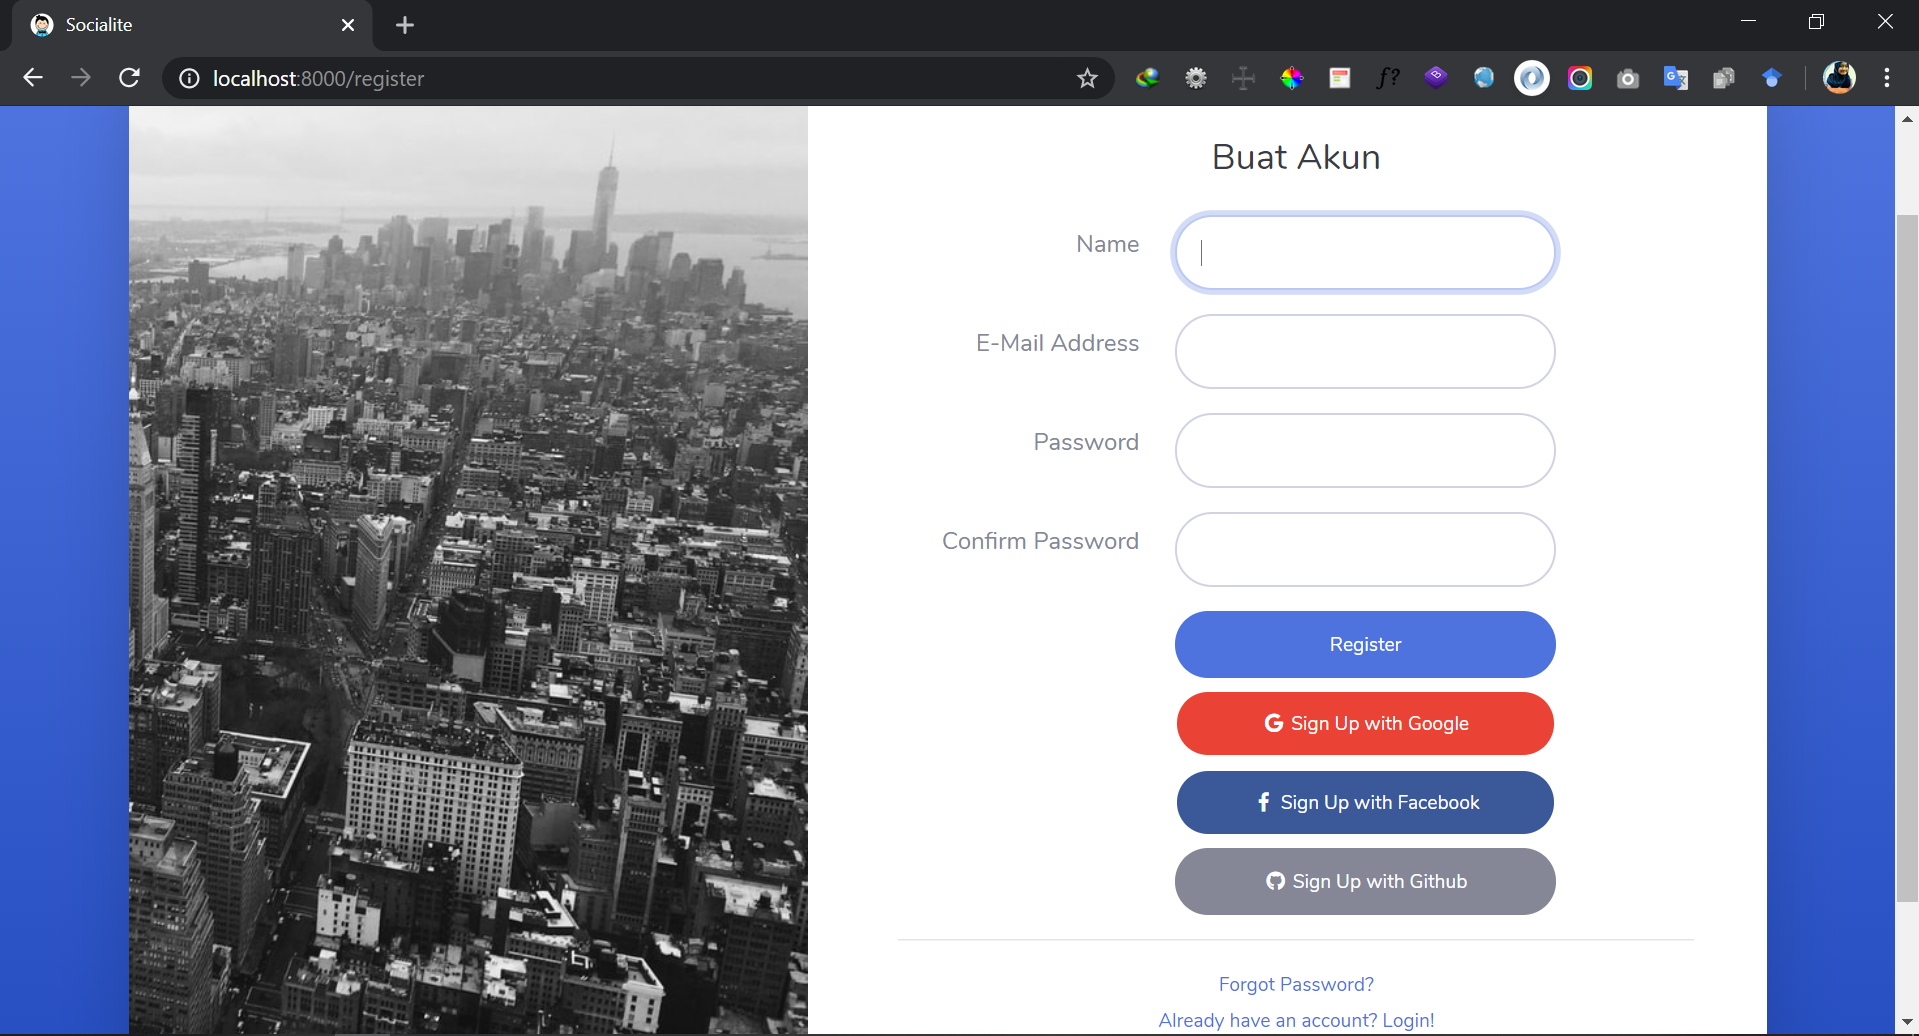 Socialite
localhost:8000/register
Buat Akun
Name
E-Mail Address
Password
Confirm Password
Register
Sign Up with Google
Sign Up with Facebook
Sign Up with Github
Forgot Password?
Already have an account? Login!